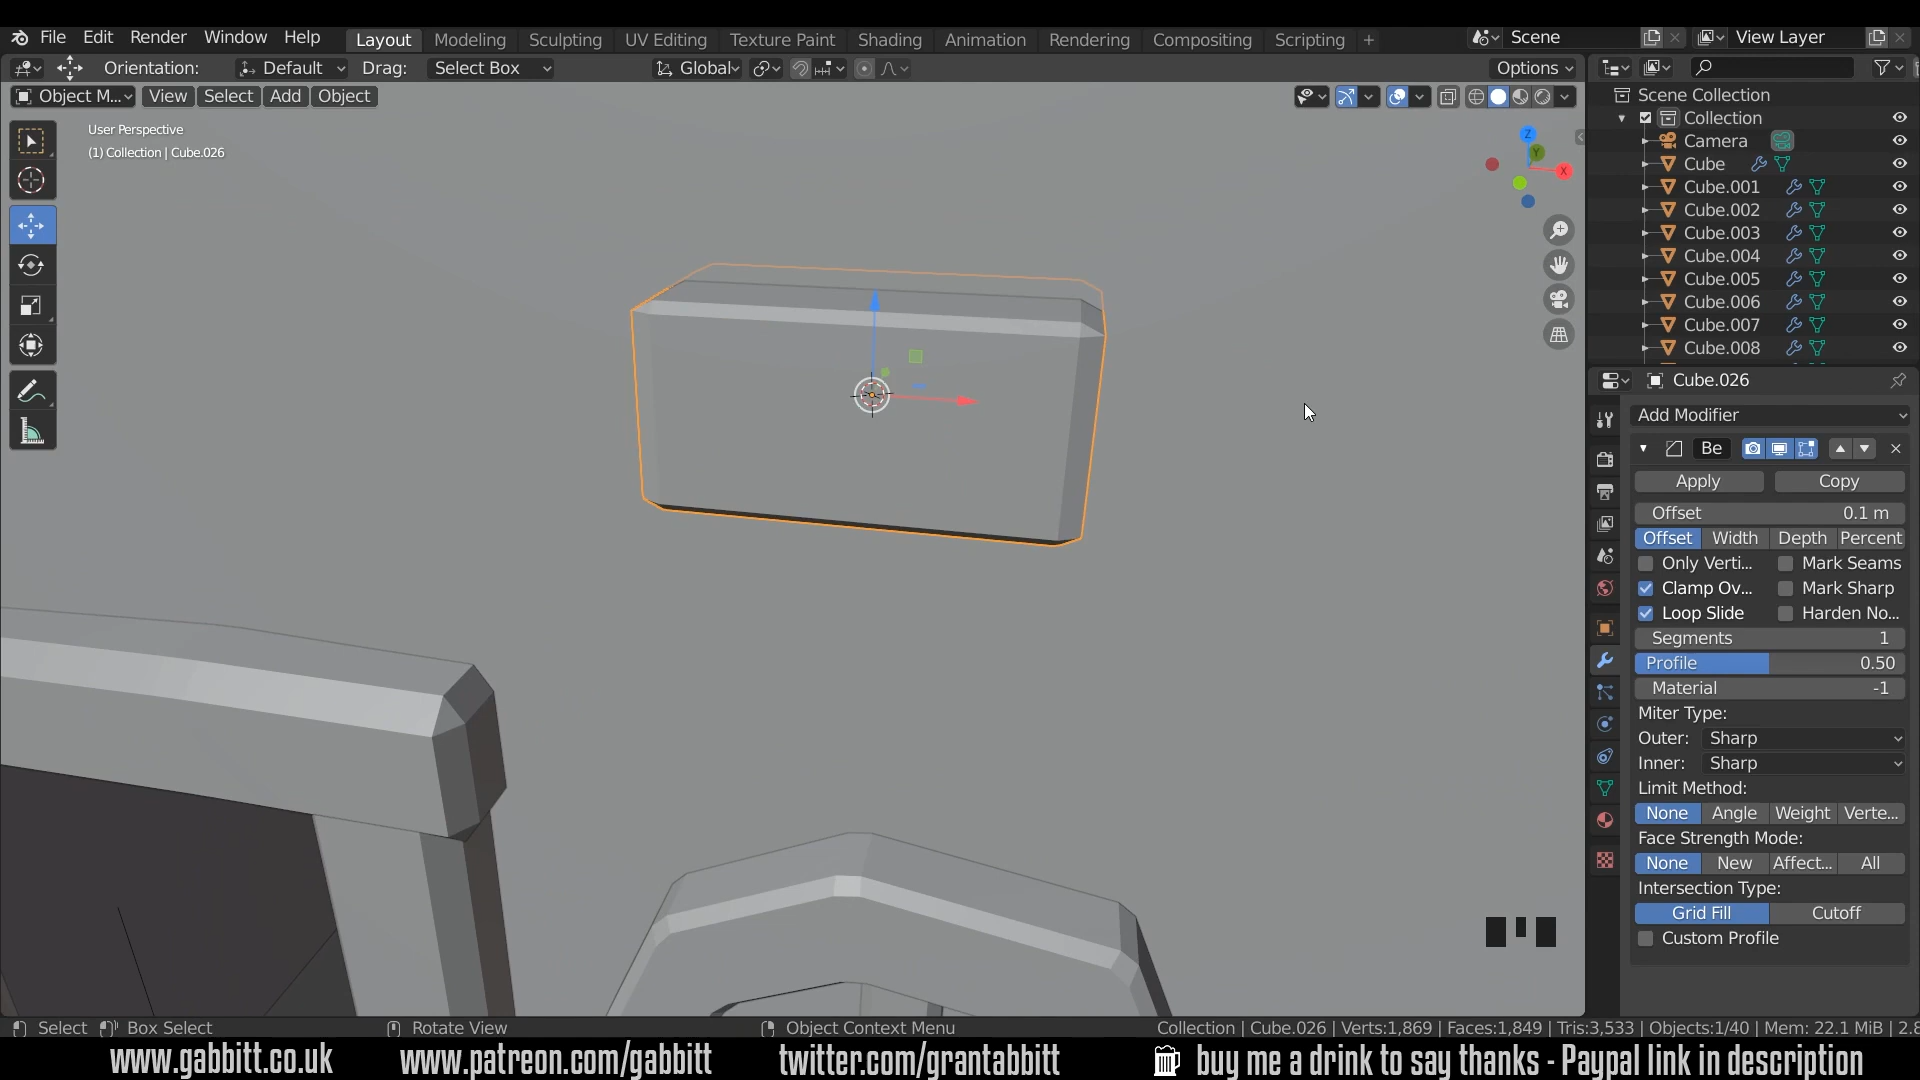 File Edit Render Window Help Layout Modeling Sculpting UV Editing Texture Paint Shading Animation Rendering Compositing Scripting + Scene View Layer
Orientation: Default Drag: Select Box Global Options
Object M... View Select Add Object
User Perspective
(1) Collection | Cube.026
Z
Y
X
Scene Collection
Collection
Camera
Cube
Cube.001
Cube.002
Cube.003
Cube.004
Cube.005
Cube.006
Cube.007
Cube.008
Cube.026
Add Modifier
Be
Apply Copy
Offset 0.1 m
Offset Width Depth Percent
Only Verti... Mark Seams
Clamp Ov... Mark Sharp
Loop Slide Harden No...
Segments 1
Profile 0.50
Material -1
Miter Type:
Outer: Sharp
Inner: Sharp
Limit Method:
None Angle Weight Verte...
Face Strength Mode:
None New Affect... All
Intersection Type:
Grid Fill Cutoff
Custom Profile
Select Box Select Rotate View Object Context Menu Collection | Cube.026 | Verts:1,869 | Faces:1,849 | Tris:3,533 | Objects:1/40 | Mem: 22.1 MiB | 2.8
www.gabbitt.co.uk www.patreon.com/gabbitt twitter.com/grantabbitt buy me a drink to say thanks - Paypal link in description